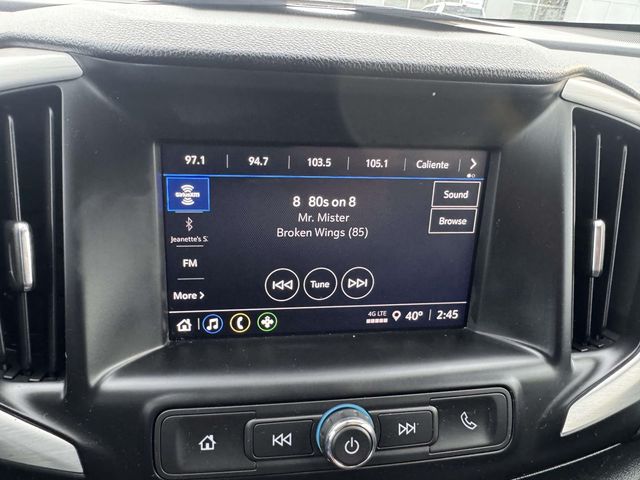 97.1 94.7 103.5 105.1 Caliente
SiriusXM
8 80s on 8
Sound
Mr. Mister
Browse
Jeanette's S
Broken Wings (85)
FM
Tune
More
4G LTE
40° 2:45